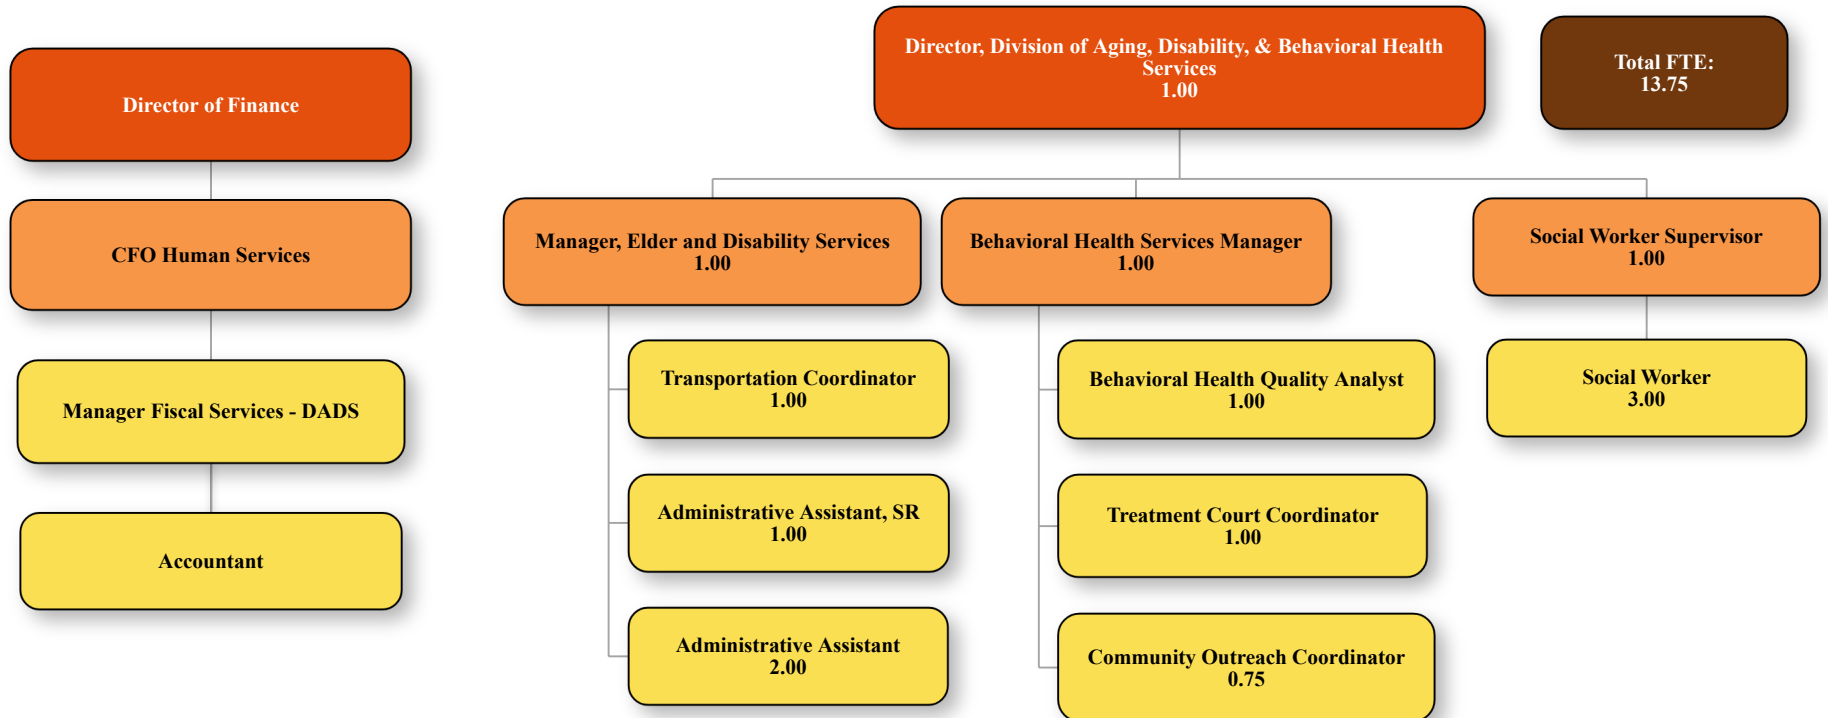 Director of Finance
CFO Human Services
Manager Fiscal Services - DADS
Accountant
Director, Division of Aging, Disability, & Behavioral Health
Services
1.00
Total FTE:
13.75
Manager, Elder and Disability Services
1.00
Transportation Coordinator
1.00
Administrative Assistant, SR
1.00
Administrative Assistant
2.00
Behavioral Health Services Manager
1.00
Behavioral Health Quality Analyst
1.00
Treatment Court Coordinator
1.00
Community Outreach Coordinator
0.75
Social Worker Supervisor
1.00
Social Worker
3.00